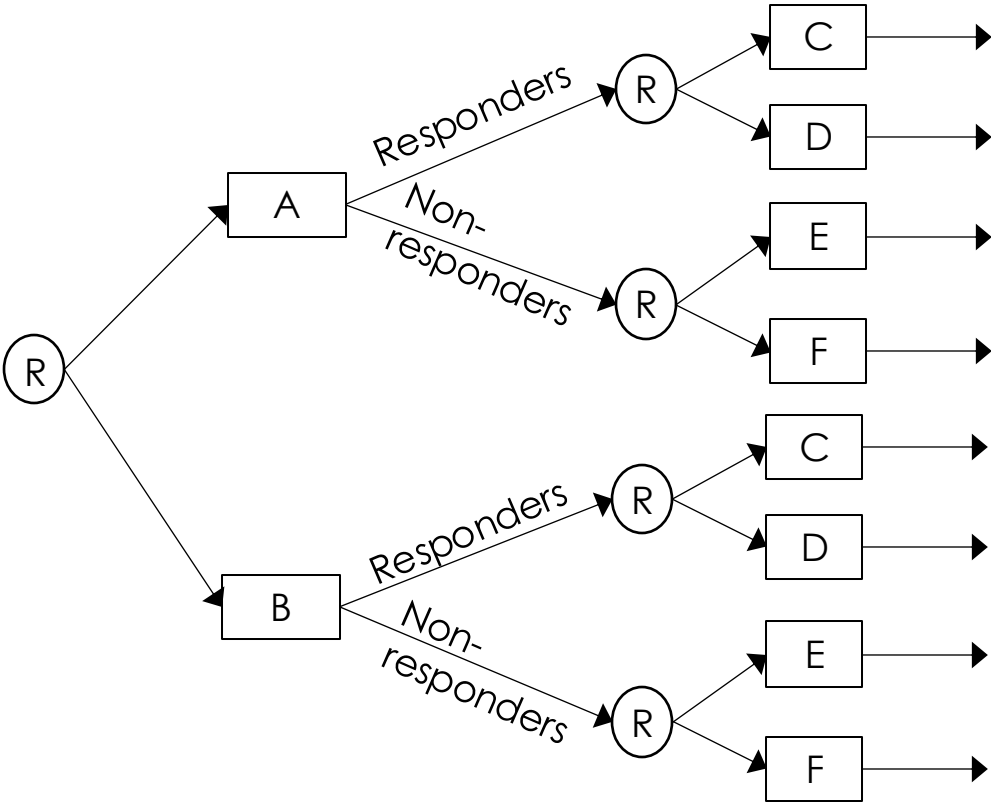 C
Responders
R
D
A
Non-
responders
E
R
F
R
C
Responders
R
D
B
Non-
responders
E
R
F